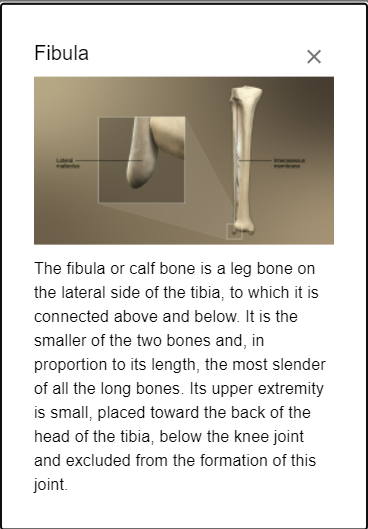 Fibula
Lateral
malleolus
Interosseous
membrane
The fibula or calf bone is a leg bone on
the lateral side of the tibia, to which it is
connected above and below. It is the
smaller of the two bones and, in
proportion to its length, the most slender
of all the long bones. Its upper extremity
is small, placed toward the back of the
head of the tibia, below the knee joint
and excluded from the formation of this
joint.